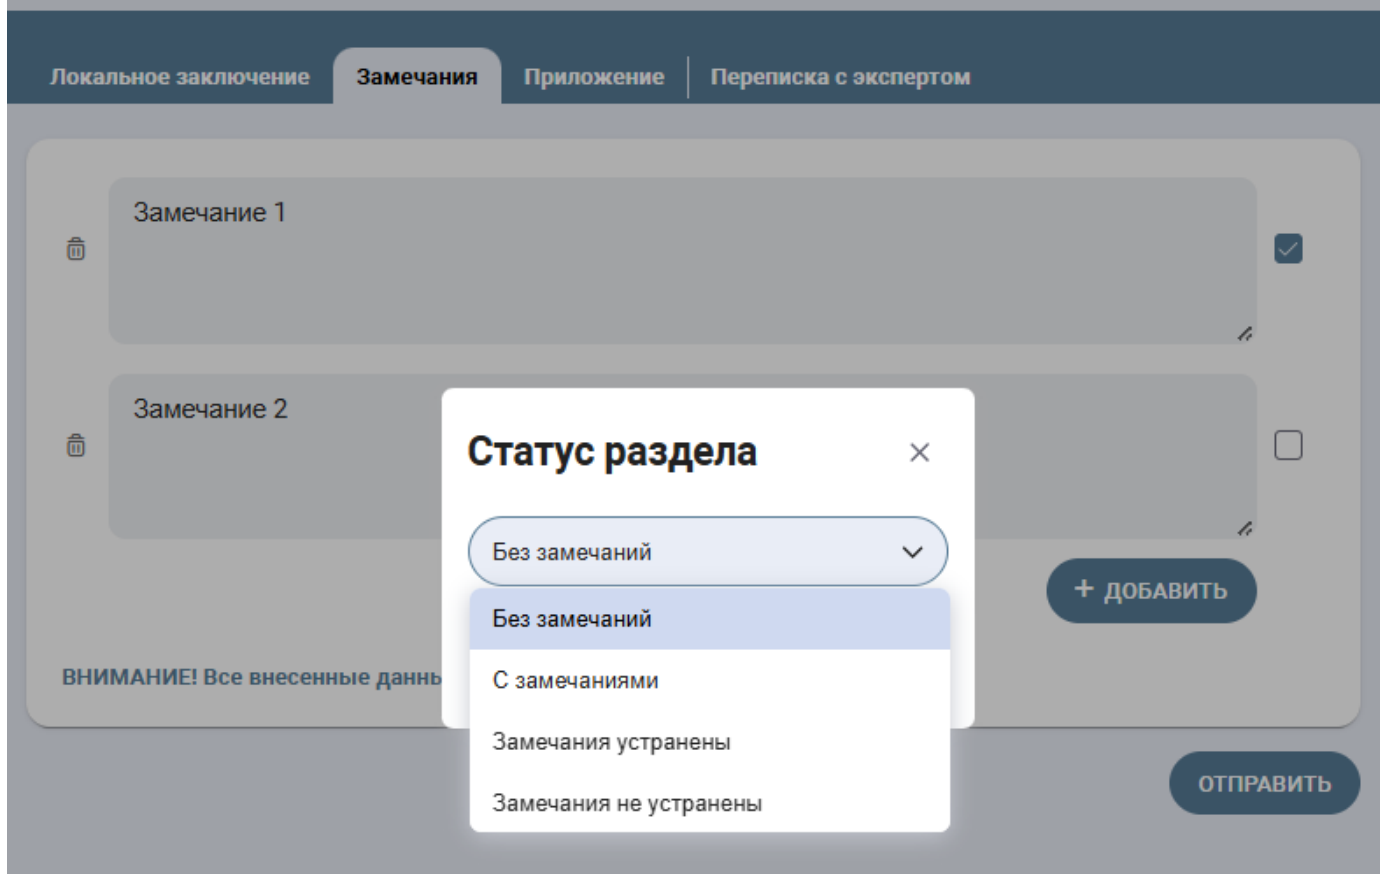 Локальное заключение
Замечания
Приложение
Переписка с экспертом
Замечание 1
Замечание 2
Статус раздела
Без замечаний
Без замечаний
С замечаниями
Замечания устранены
Замечания не устранены
+ ДОБАВИТЬ
ВНИМАНИЕ! Все внесенные
ОТПРАВИТЬ